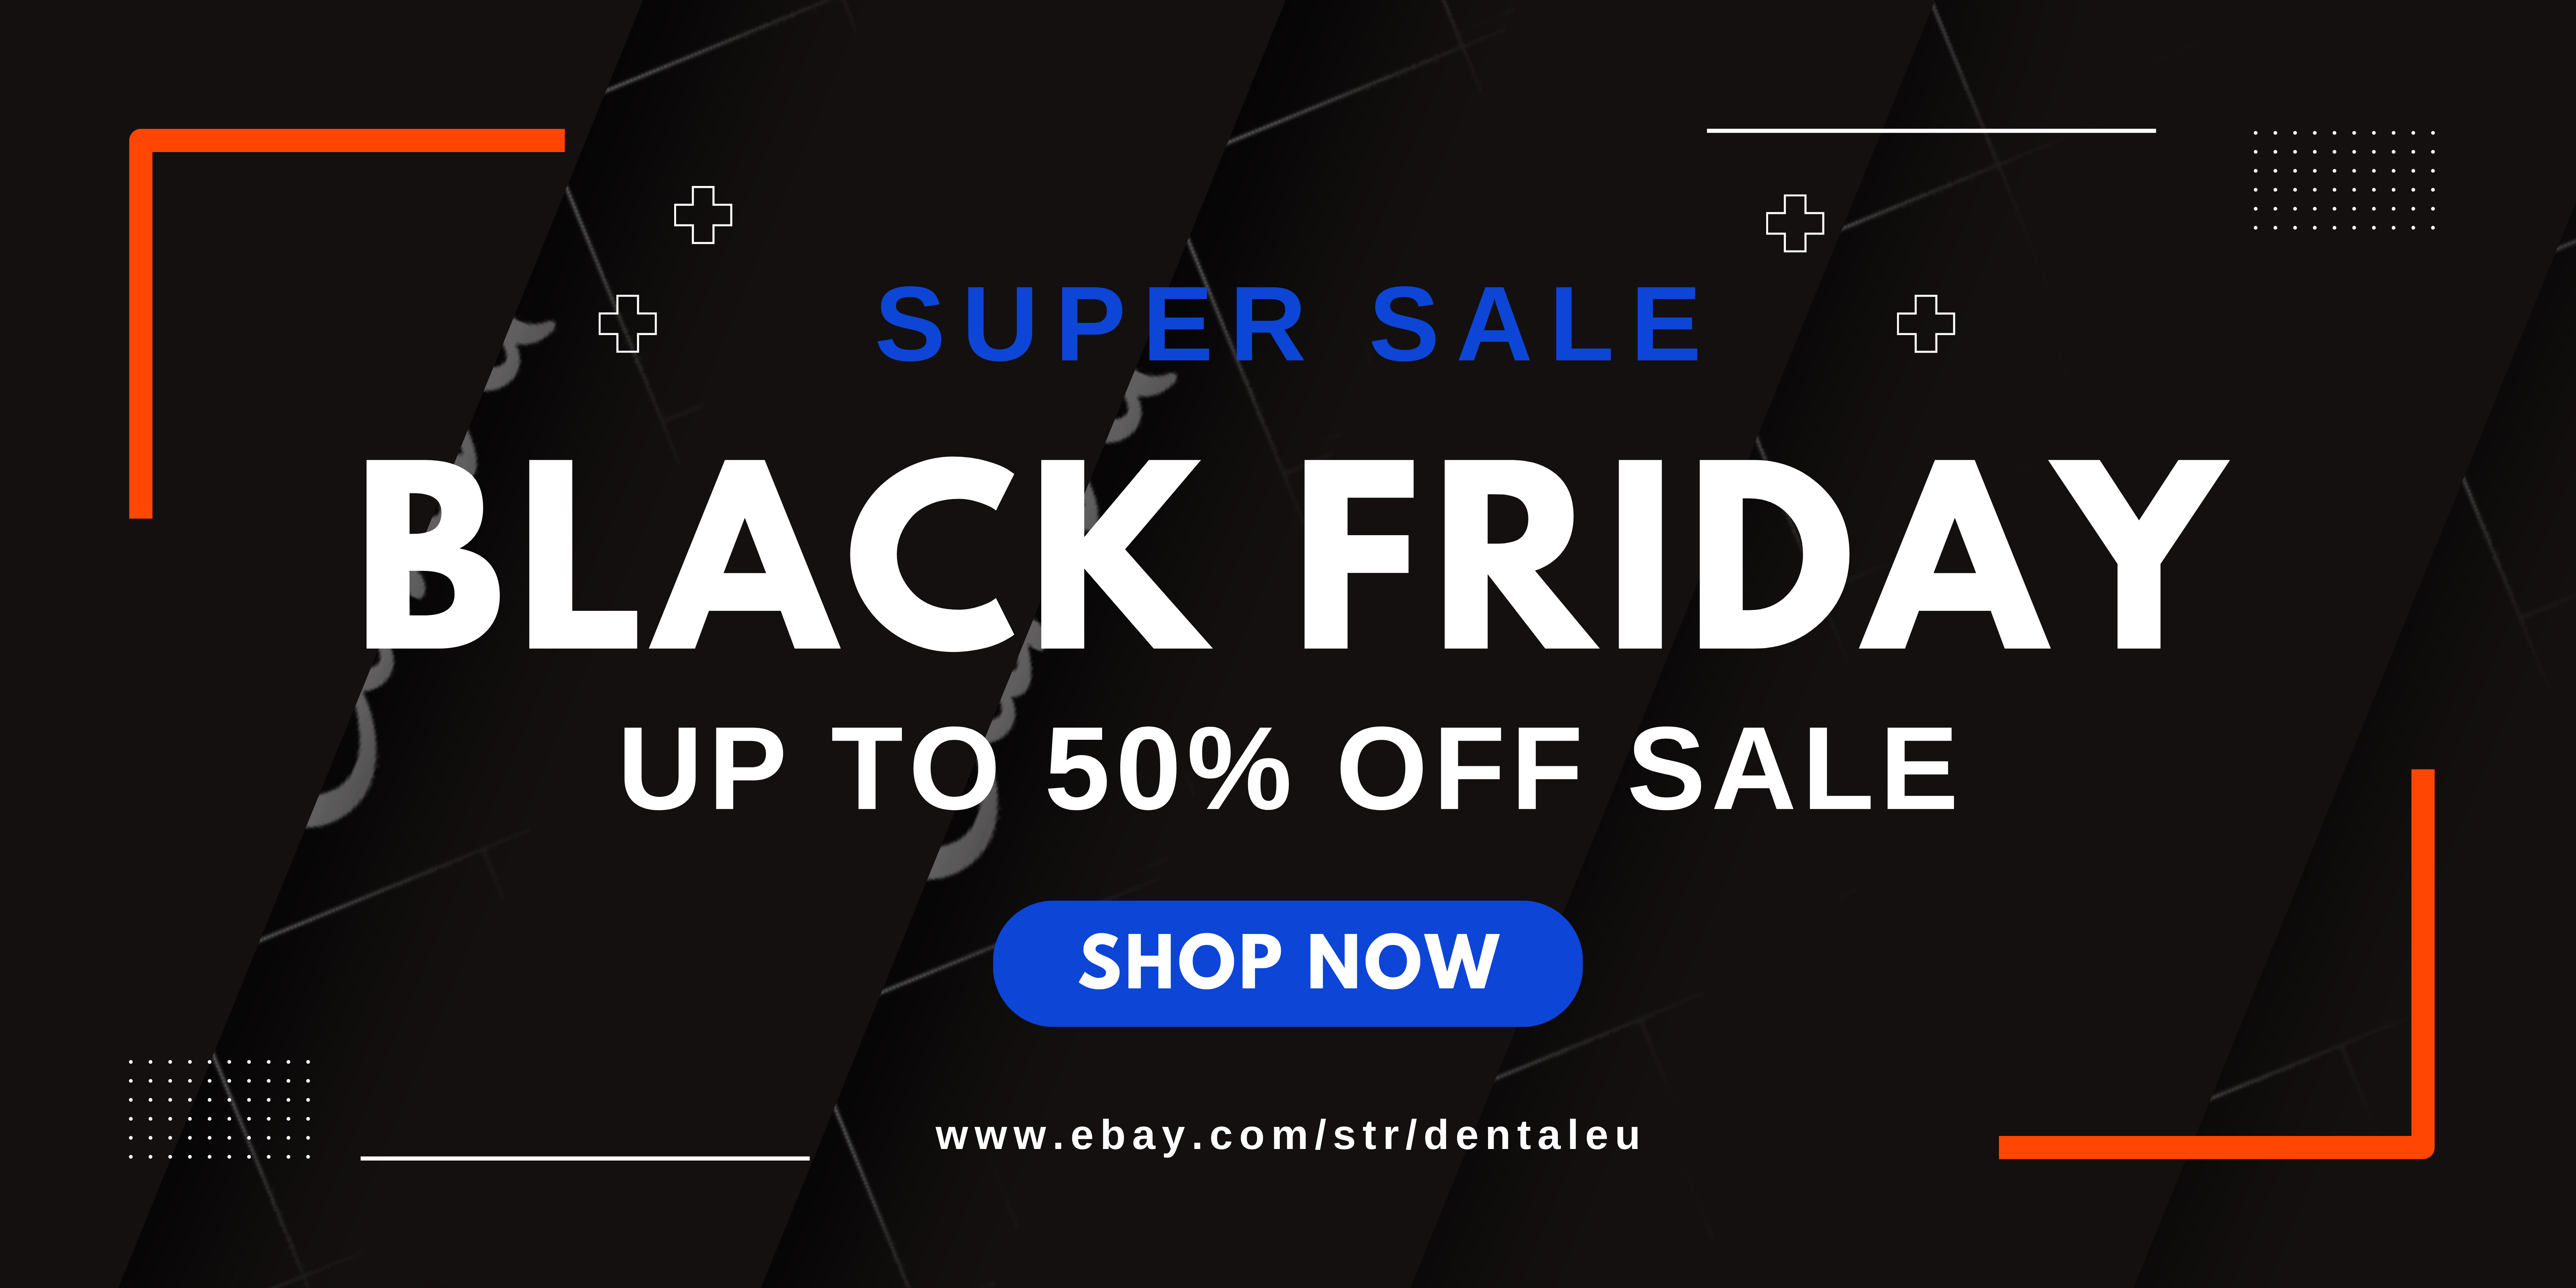 SUPER SALE
BLACK FRIDAY
UP TO 50% OFF SALE
SHOP NOW
www.ebay.com/str/dentaleu